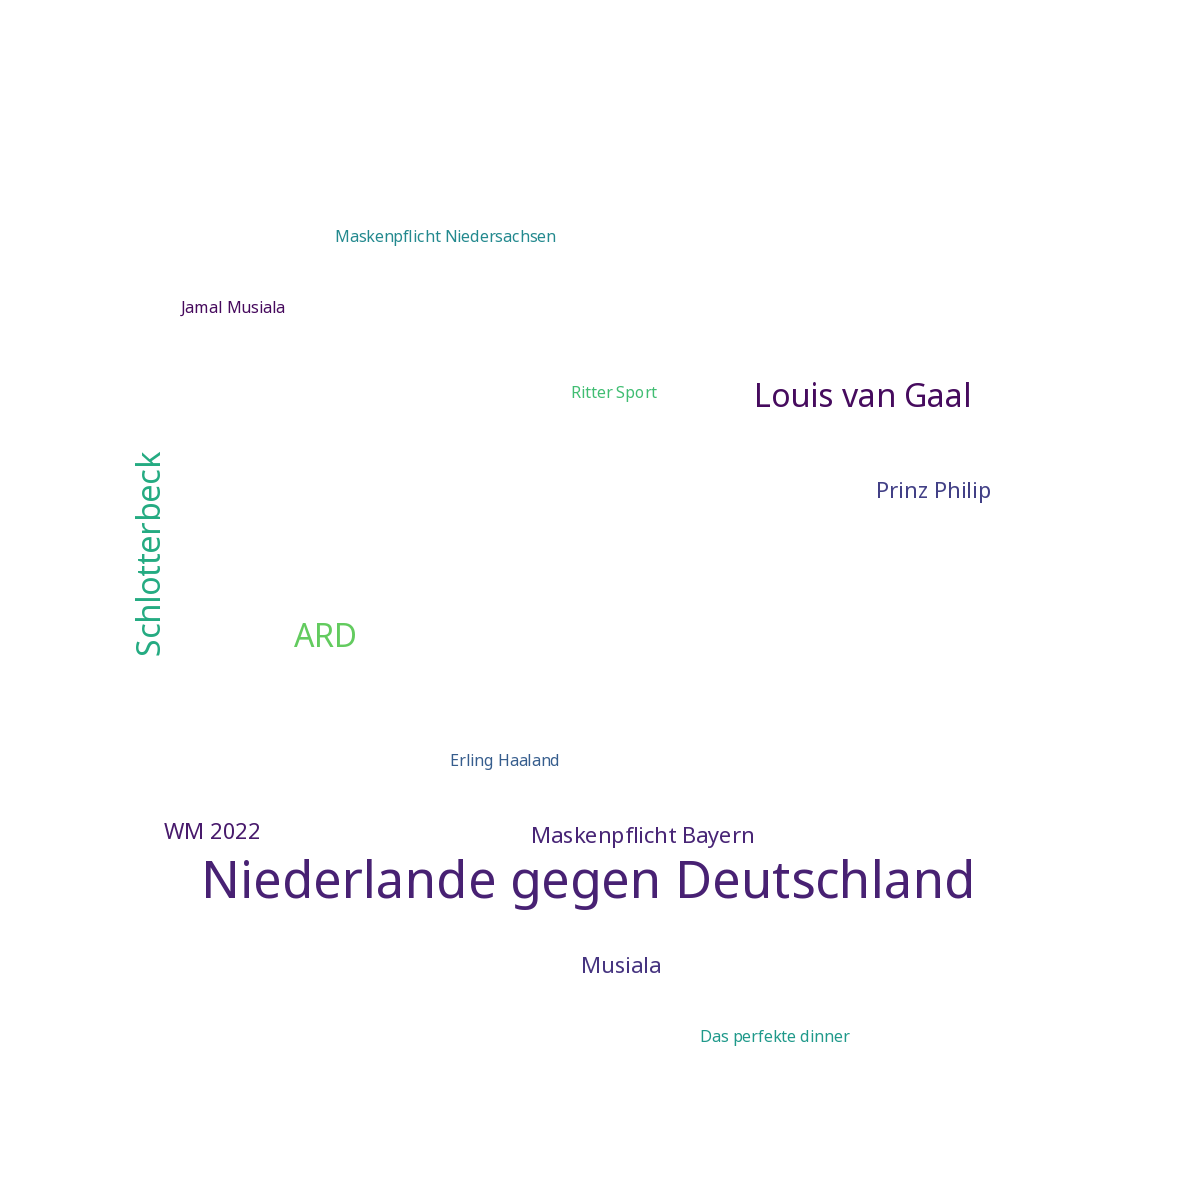 Maskenpflicht Niedersachsen
Jamal Musiala
Ritter Sport
Louis van Gaal
Prinz Philip
Schlotterbeck
ARD
Erling Haaland
WM 2022
Maskenpflicht Bayern
Niederlande gegen Deutschland
Musiala
Das perfekte dinner